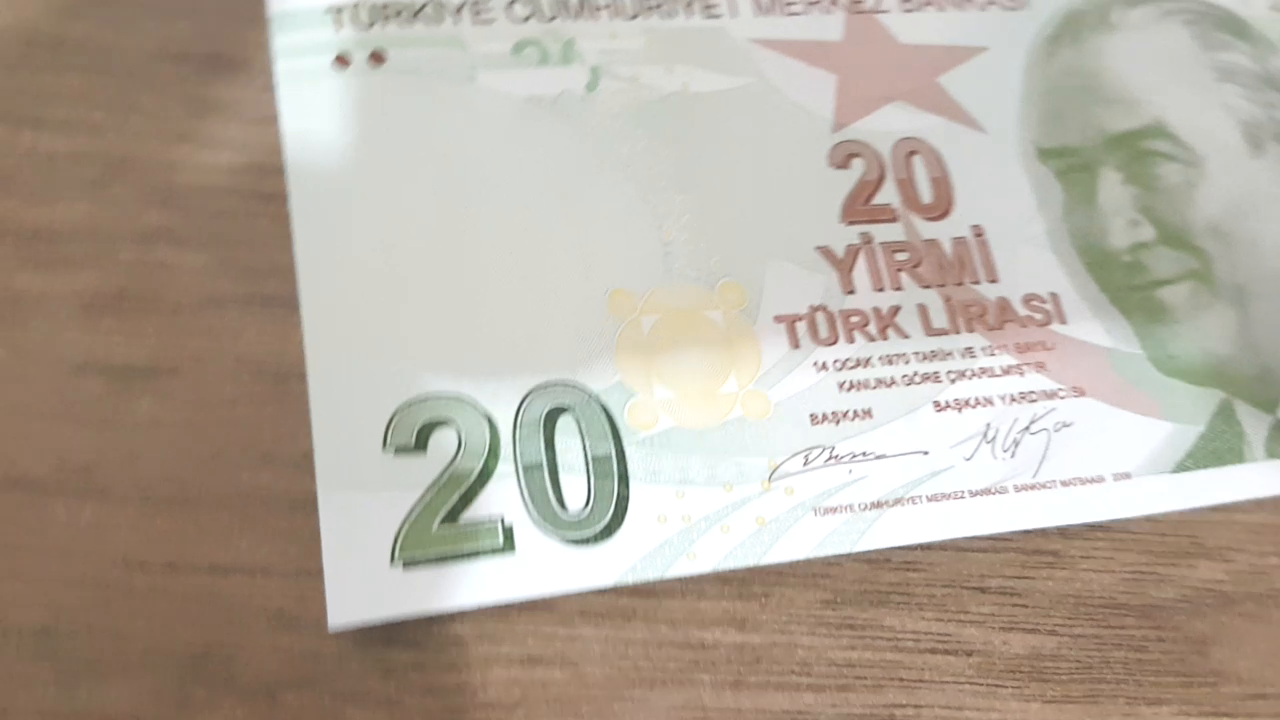 TÜRKİYE CUMHURİYET MERKEZ BANKASI
20
YİRMİ
TÜRK LİRASI
14 OCAK 1970 TARİH VE 1211 SAYILI
KANUNA GÖRE ÇIKARILMIŞTIR
BAŞKAN BAŞKAN YARDIMCISI
20
TÜRKİYE CUMHURİYET MERKEZ BANKASI BANKNOT MATBAASI 2009